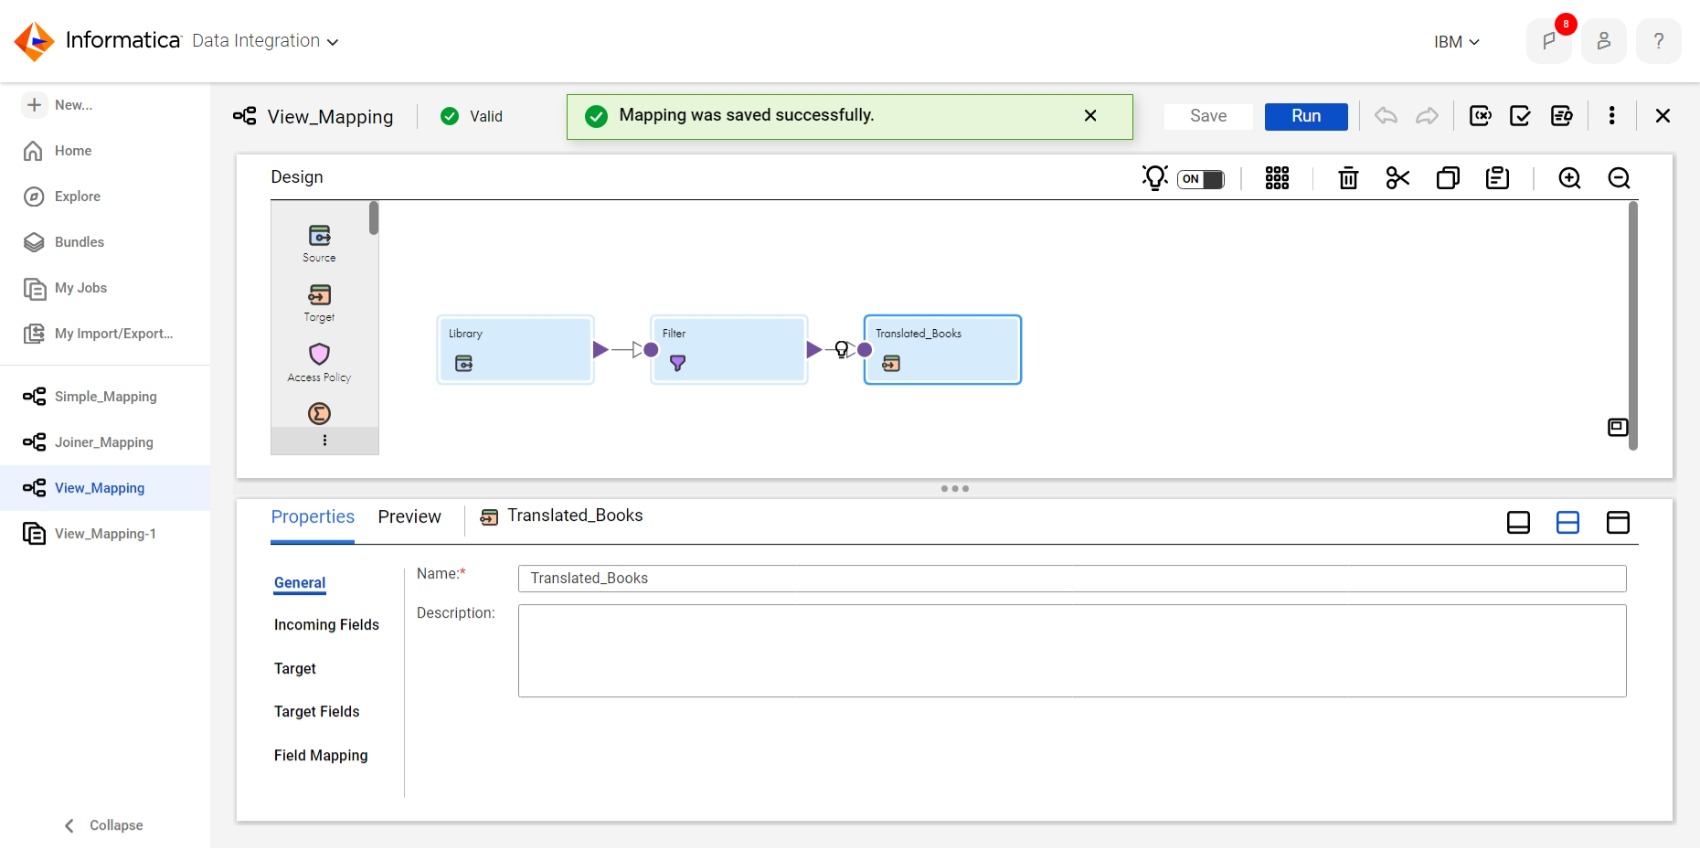 Informatica Data Integration
IBM
8
?
New...
Home
Explore
Bundles
My Jobs
My Import/Export...
Simple_Mapping
Joiner_Mapping
View_Mapping
View_Mapping-1
Collapse
View_Mapping
Valid
Mapping was saved successfully.
Save
Run
Design
ON
Source
Target
Access Policy
Library
Filter
Translated_Books
Properties
Preview
Translated_Books
General
Incoming Fields
Target
Target Fields
Field Mapping
Name:*
Translated_Books
Description: